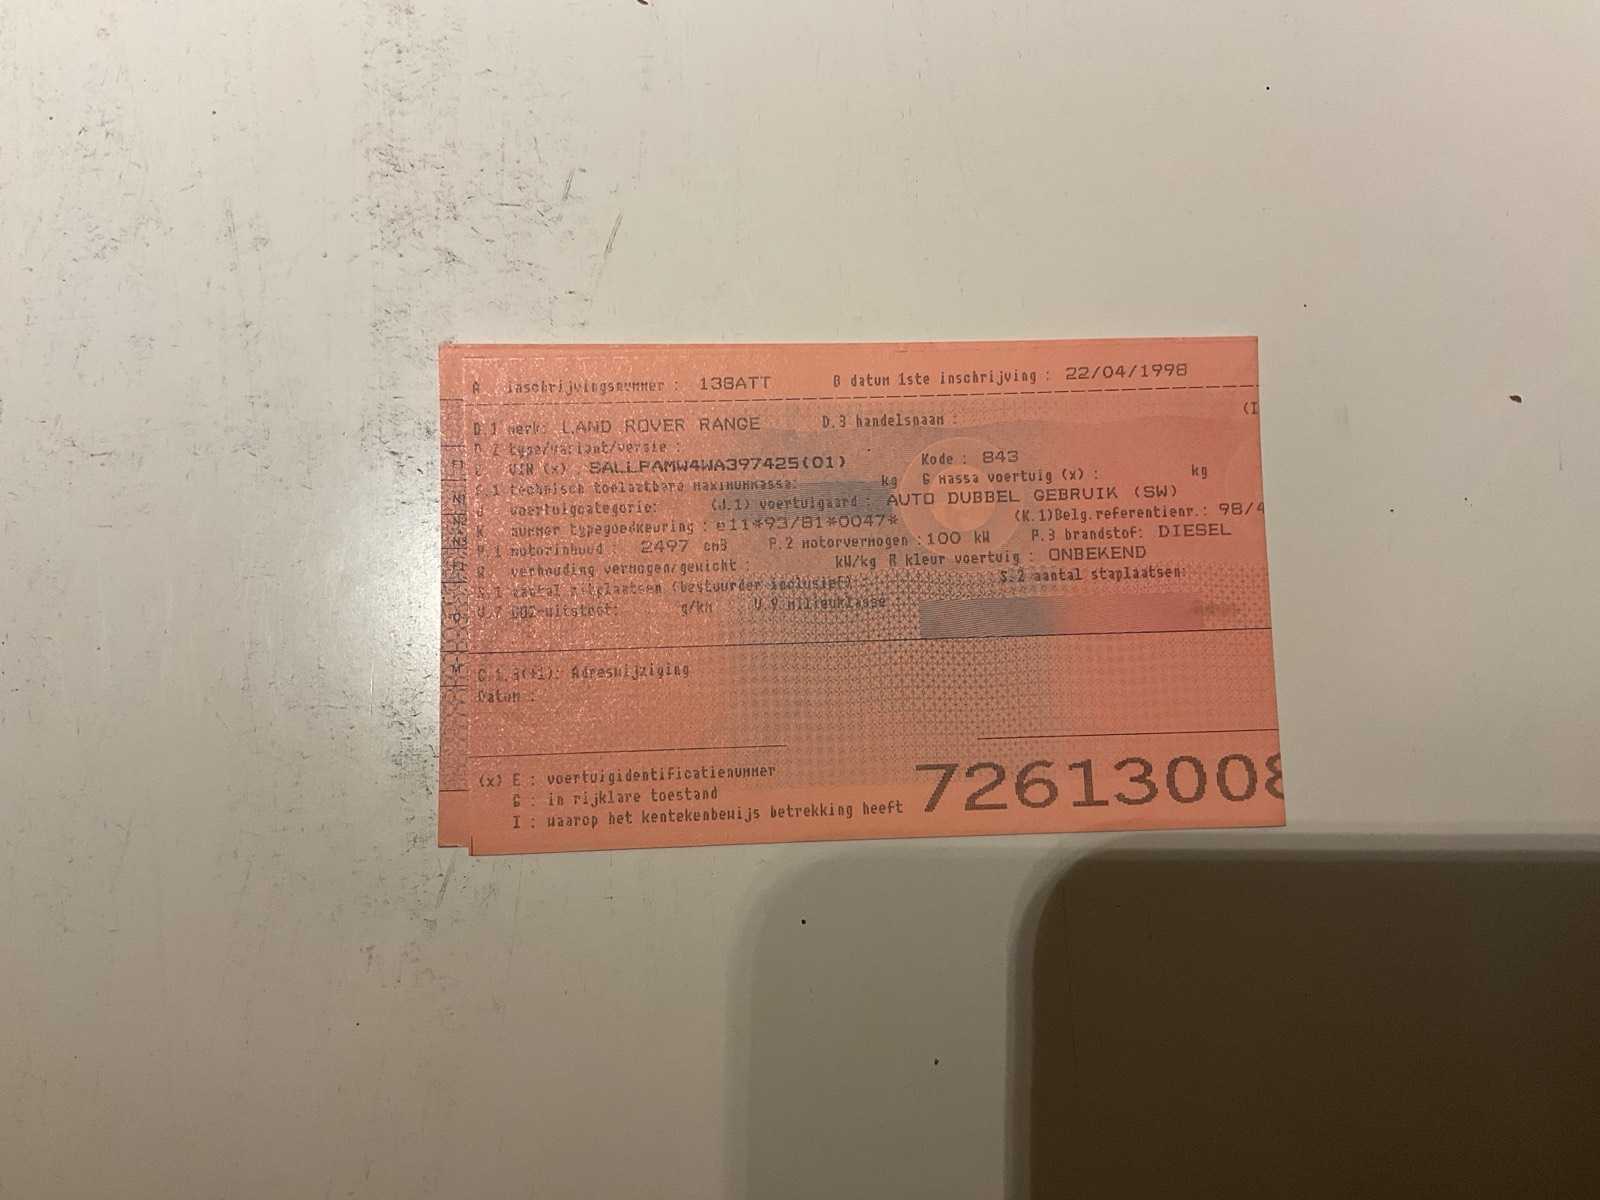 A inschrijvingsnummer : 138ATT B datum 1ste inschrijving : 22/04/1998
(I
D.1 merk: LAND ROVER RANGE D.3 handelsnaam :
D.2 type/variant/versie :
E VIN (x) SALLPAMW4WA397425(01) Kode : 843
F.1 technisch toelaatbare maximummassa: kg G massa voertuig (x) : kg
J voertuigcategorie: (J.1) voertuigaard : AUTO DUBBEL GEBRUIK (SW)
K nummer typegoedkeuring : e11*93/81*0047* (K.1)Belg.referentienr.: 98/4
P.1 motorinhoud : 2497 cm3 P.2 motorvermogen :100 kW P.3 brandstof: DIESEL
Q verhouding vermogen/gewicht : kW/kg R kleur voertuig : ONBEKEND
S.1 aantal zitplaatsen (bestuurder inclusief): S.2 aantal staplaatsen:
V.7 CO2-uitstoot: g/km V.9 milieuklasse
C.1.3(+1): Adreswijziging
Datum :
(x) E : voertuigidentificatienummer
G : in rijklare toestand
I : waarop het kentekenbewijs betrekking heeft
72613008